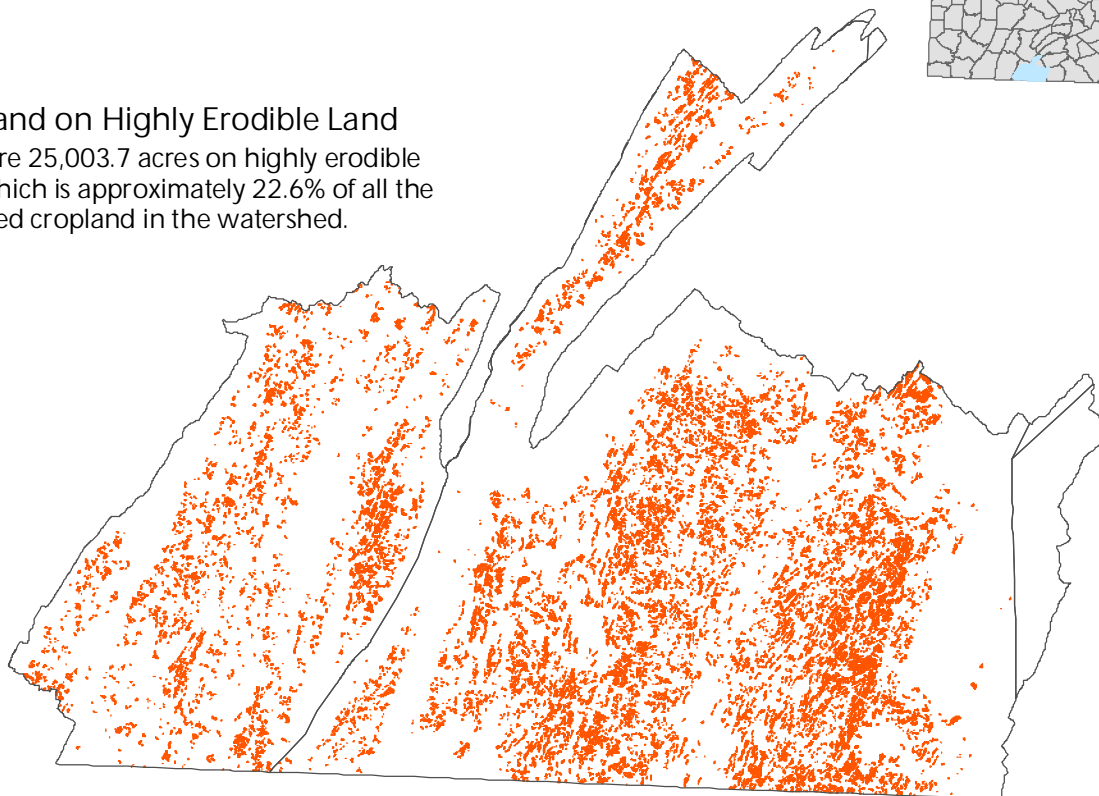 and on Highly Erodible Land
re 25,003.7 acres on highly erodible
hich is approximately 22.6% of all the
ed cropland in the watershed.